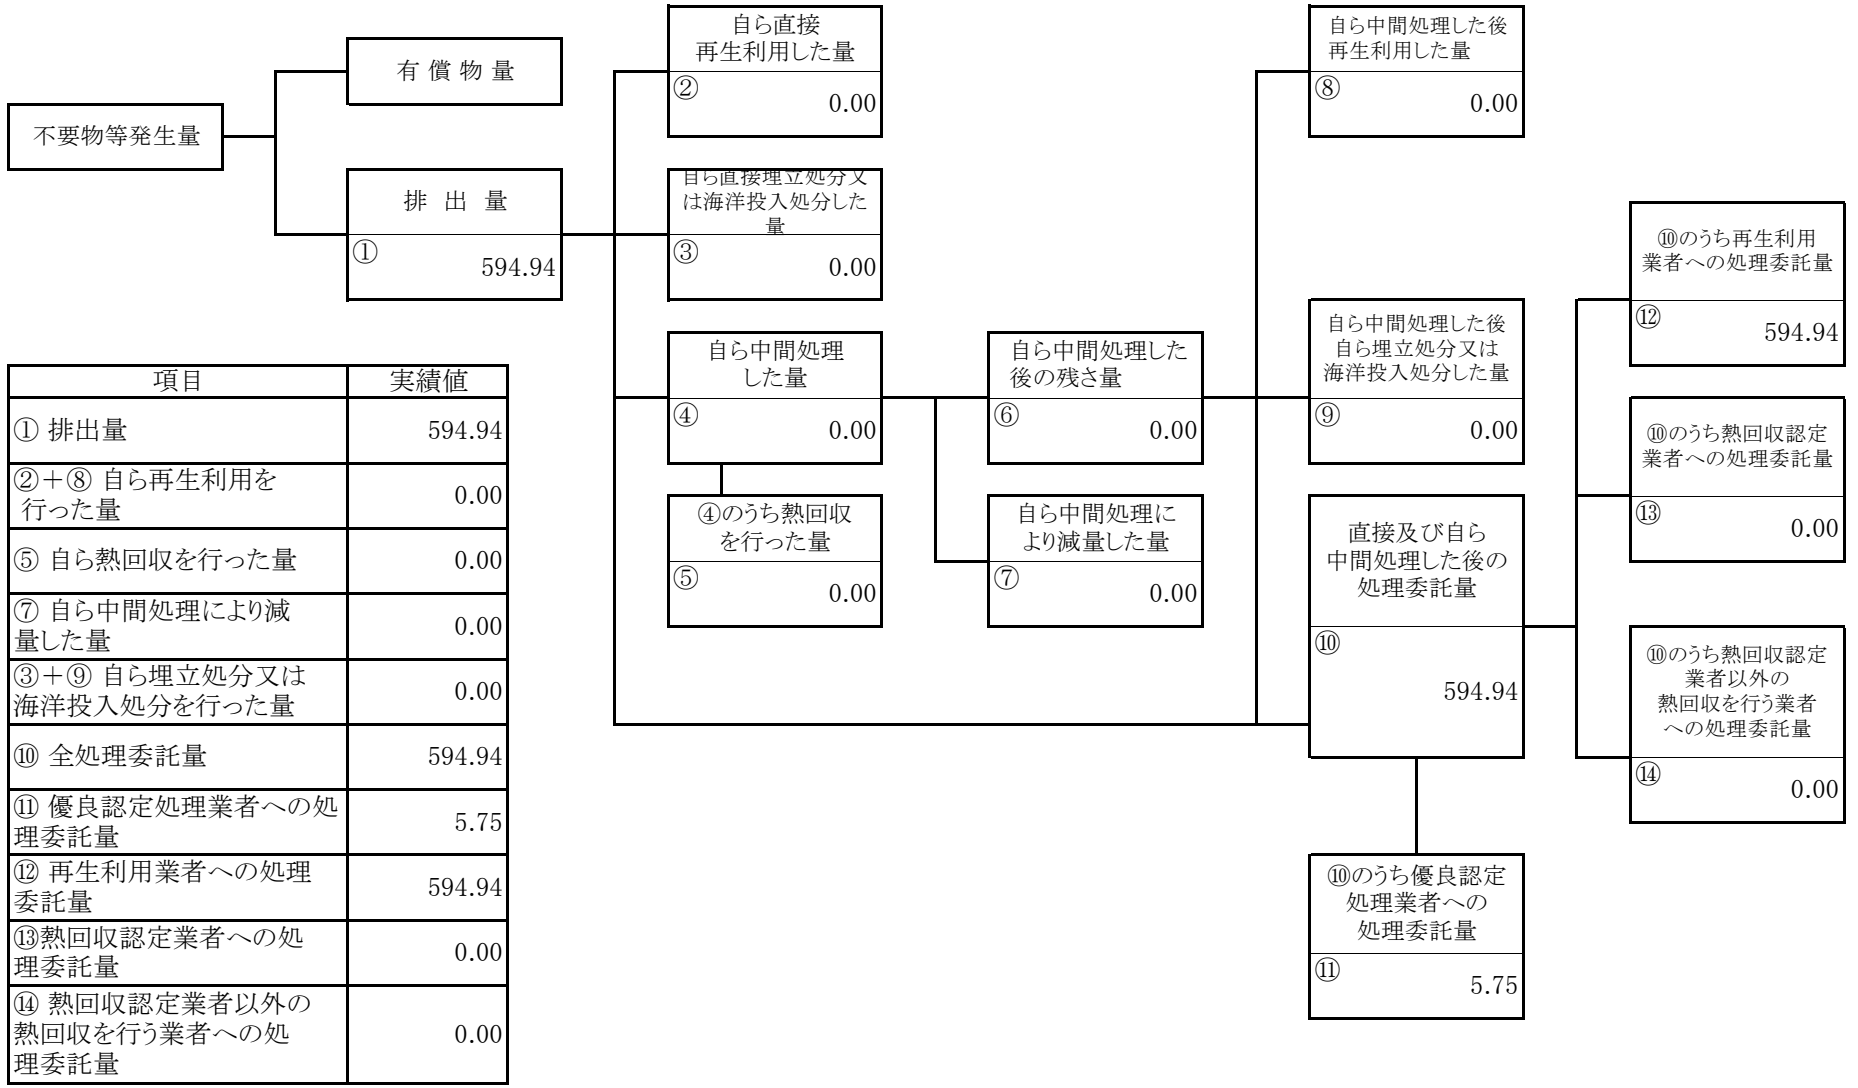 不要物等発生量
有 償 物 量
排 出 量
①
594.94
自ら直接
再生利用した量
②
0.00
自ら直接埋立処分又
は海洋投入処分した
量
③
0.00
自ら中間処理
した量
④
0.00
④のうち熱回収
を行った量
⑤
0.00
自ら中間処理した
後の残さ量
⑥
0.00
自ら中間処理に
より減量した量
⑦
0.00
自ら中間処理した後
再生利用した量
⑧
0.00
自ら中間処理した後
自ら埋立処分又は
海洋投入処分した量
⑨
0.00
直接及び自ら
中間処理した後の
処理委託量
⑩
594.94
⑩のうち優良認定
処理業者への
処理委託量
⑪
5.75
⑩のうち再生利用
業者への処理委託量
⑫
594.94
⑩のうち熱回収認定
業者への処理委託量
⑬
0.00
⑩のうち熱回収認定
業者以外の
熱回収を行う業者
への処理委託量
⑭
0.00
項目 実績値
① 排出量 594.94
②＋⑧ 自ら再生利用を
行った量
0.00
⑤ 自ら熱回収を行った量 0.00
⑦ 自ら中間処理により減
量した量
0.00
③＋⑨ 自ら埋立処分又は
海洋投入処分を行った量
0.00
⑩ 全処理委託量 594.94
⑪ 優良認定処理業者への処
理委託量
5.75
⑫ 再生利用業者への処理
委託量
594.94
⑬熱回収認定業者への処
理委託量
0.00
⑭ 熱回収認定業者以外の
熱回収を行う業者への処
理委託量
0.00